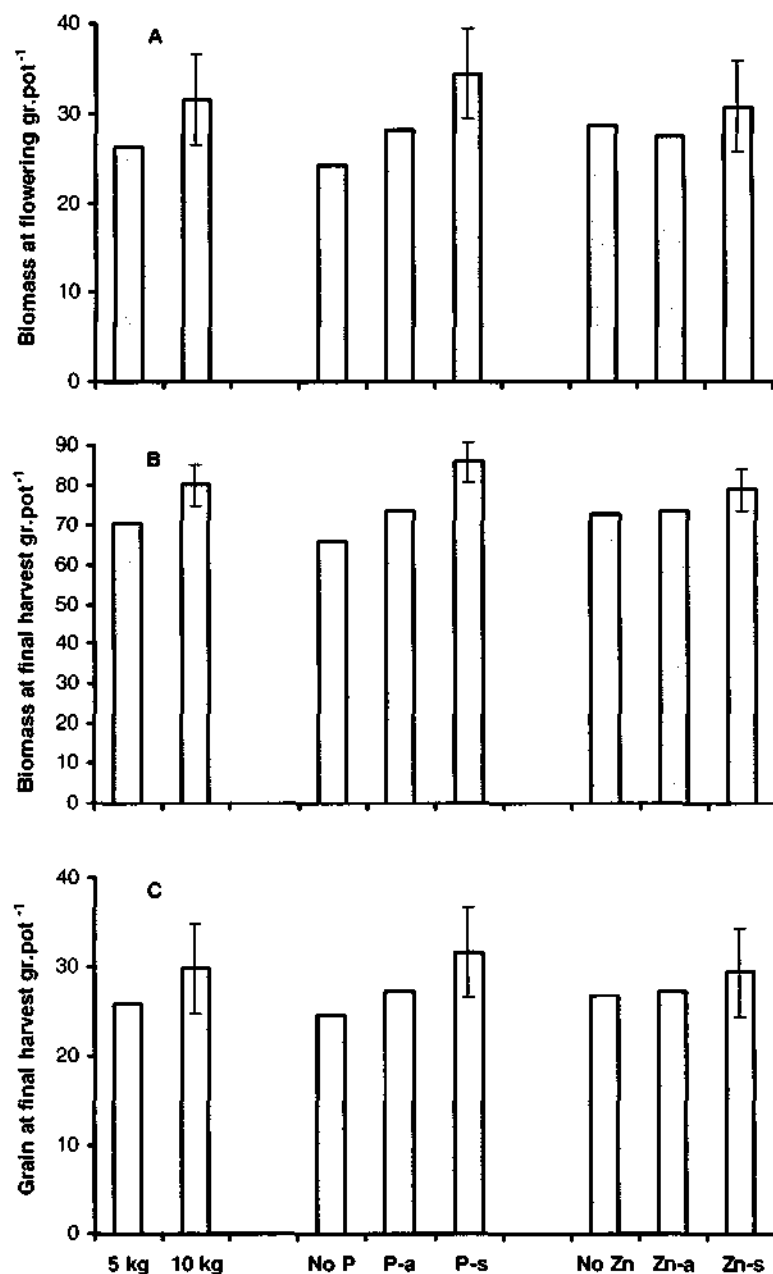 A
Biomass at flowering gr.pot⁻¹
40
30
20
10
0
B
Biomass at final harvest gr.pot⁻¹
90
80
70
60
50
40
30
20
10
0
C
Grain at final harvest gr.pot⁻¹
40
30
20
10
0
5 kg 10 kg No P P-a P-s No Zn Zn-a Zn-s